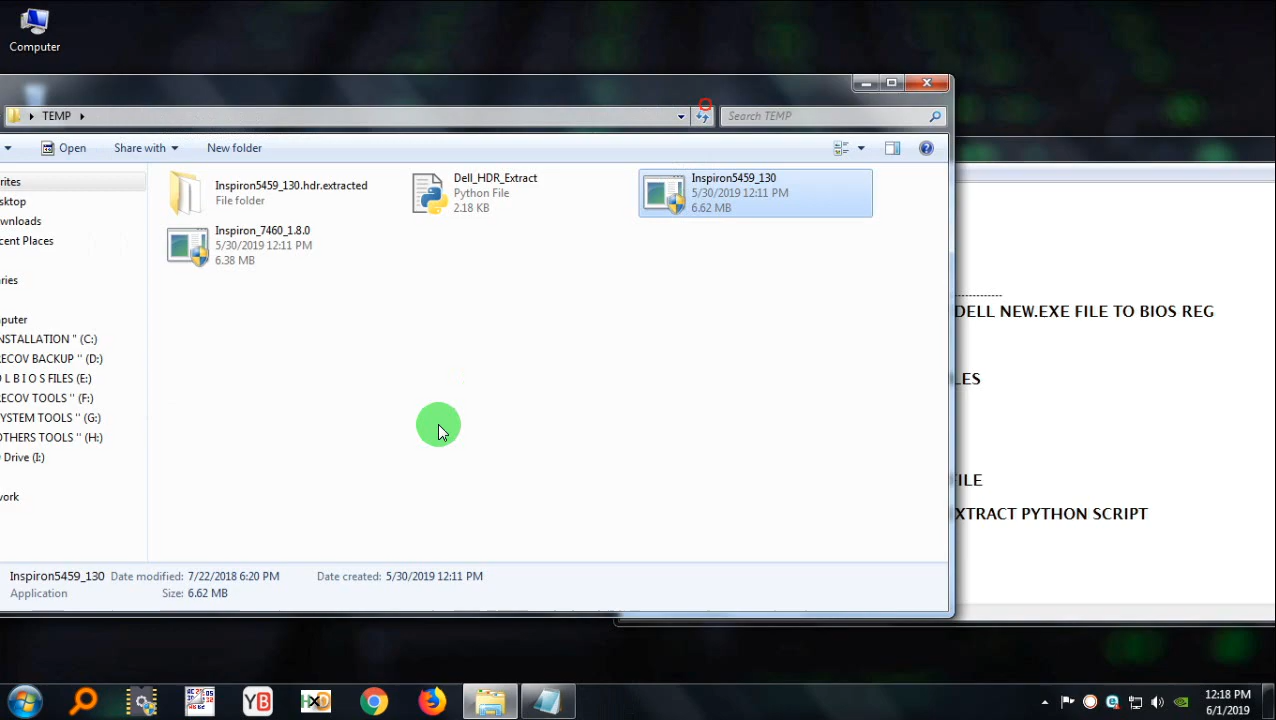 Computer
TEMP
Search TEMP
Open
Share with
New folder
rites
sktop
wnloads
cent Places
ries
mputer
NSTALLATION " (C:)
ECOV BACKUP " (D:)
O L B I O S FILES (E:)
RECOV TOOLS " (F:)
YSTEM TOOLS " (G:)
OTHERS TOOLS " (H:)
Drive (I:)
work
Inspiron5459_130.hdr.extracted
File folder
Dell_HDR_Extract
Python File
2.18 KB
Inspiron5459_130
5/30/2019 12:11 PM
6.62 MB
Inspiron_7460_1.8.0
5/30/2019 12:11 PM
6.38 MB
Inspiron5459_130 Date modified: 7/22/2018 6:20 PM Date created: 5/30/2019 12:11 PM
Application Size: 6.62 MB
-------------
DELL NEW.EXE FILE TO BIOS REG
LES
ILE
XTRACT PYTHON SCRIPT
YB
HXD
12:18 PM
6/1/2019